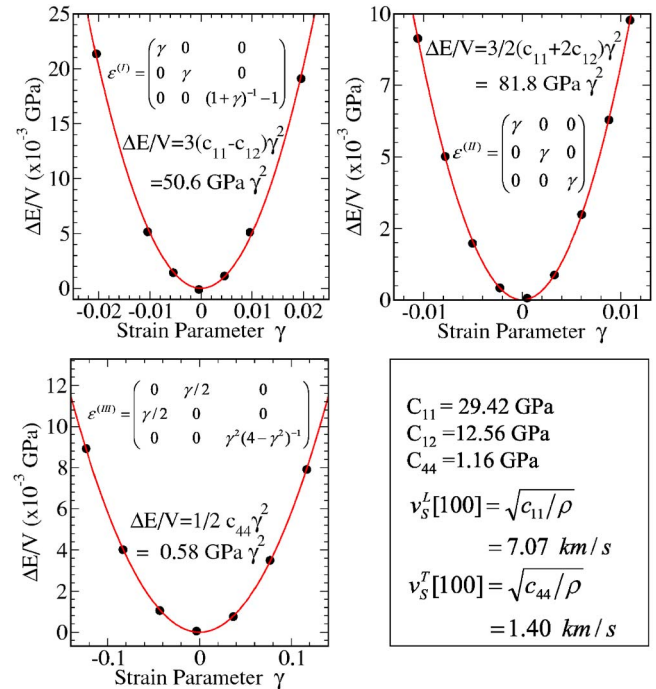 25
20
15
10
5
0
ΔE/V (x10⁻³ GPa)
ε⁽ᴵ⁾= (γ 0 0
0 γ 0
0 0 (1+γ)⁻¹−1)
ΔE/V=3(c₁₁-c₁₂)γ²
=50.6 GPa γ²
-0.02 -0.01 0 0.01 0.02
Strain Parameter γ
10
7
5
2
0
ΔE/V (x10⁻³ GPa)
ΔE/V=3/2(c₁₁+2c₁₂)γ²
= 81.8 GPa γ²
ε⁽ᴵᴵ⁾= (γ 0 0
0 γ 0
0 0 γ)
-0.01 0 0.01
Strain Parameter γ
12
10
8
6
4
2
0
ΔE/V (x10⁻³ GPa)
ε⁽ᴵᴵᴵ⁾= (0 γ/2 0
γ/2 0 0
0 0 γ²(4−γ²)⁻¹)
ΔE/V=1/2 c₄₄γ²
= 0.58 GPa γ²
-0.1 0 0.1
Strain Parameter γ
C₁₁ = 29.42 GPa
C₁₂ =12.56 GPa
C₄₄ =1.16 GPa
vₛᴸ[100]=√c₁₁/ρ
=7.07 km/s
vₛᵀ[100]=√c₄₄/ρ
=1.40 km/s